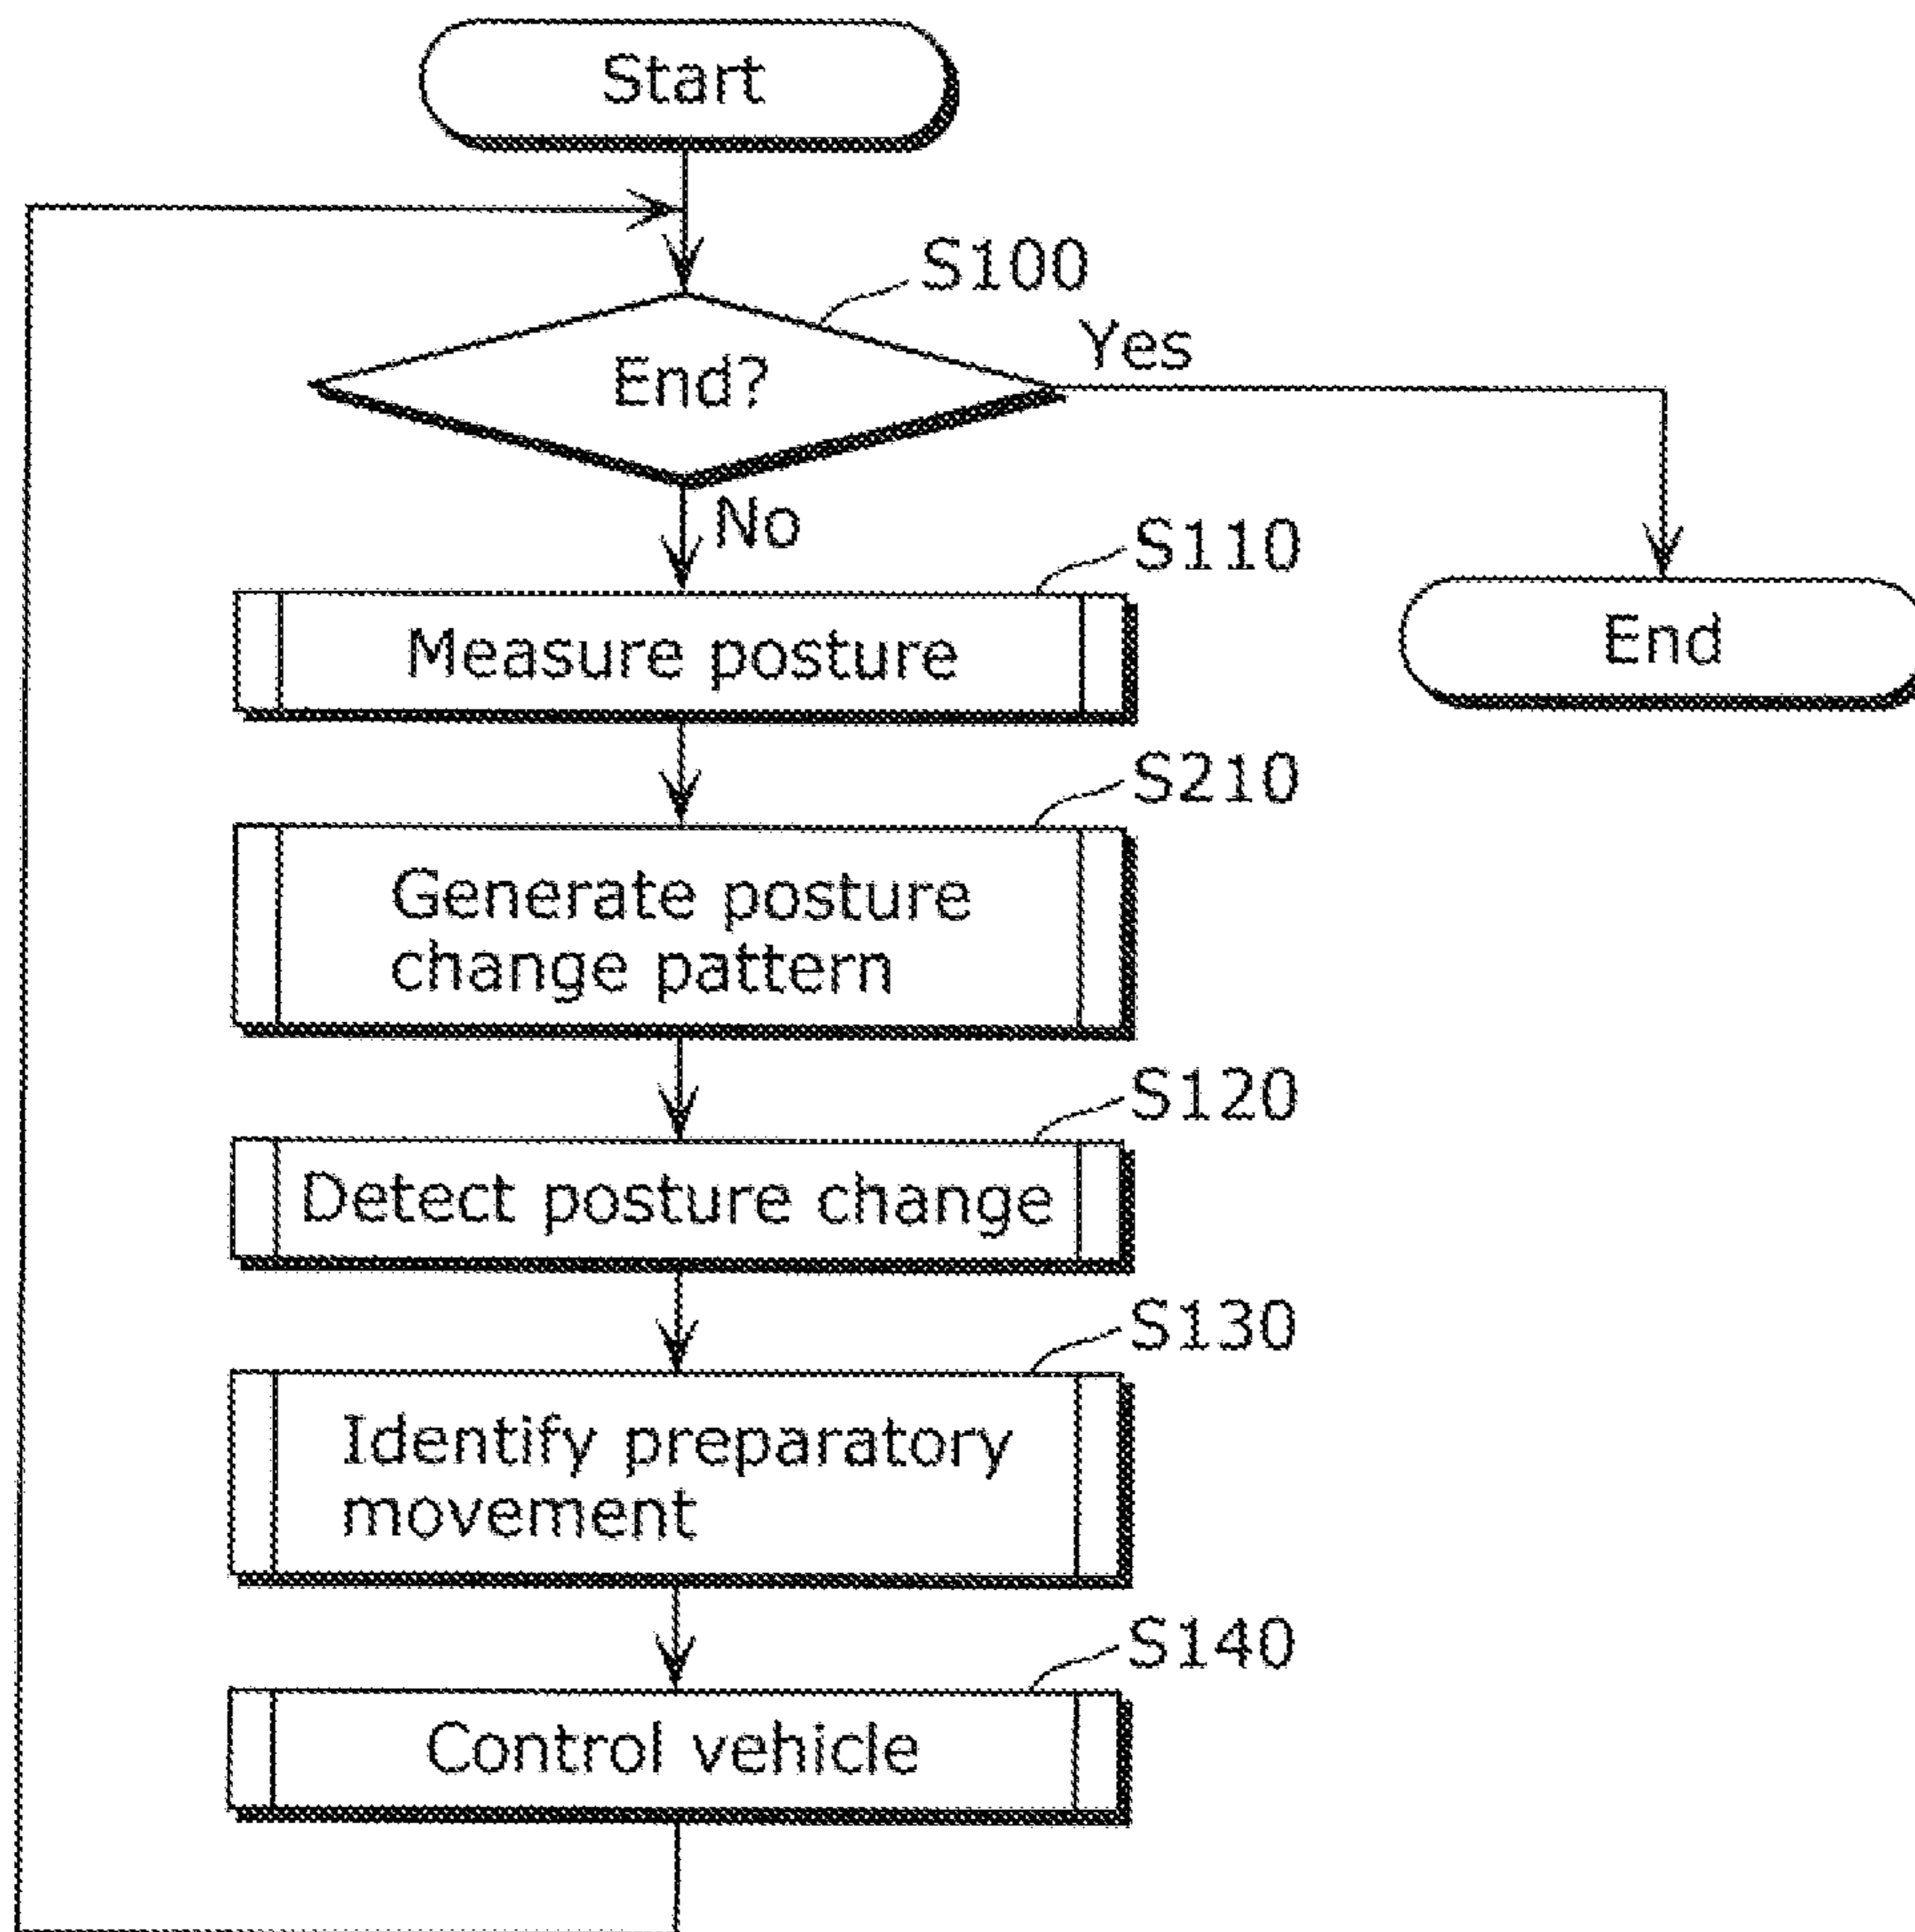 Start
S100
End?
Yes
No
S110
Measure posture
End
S210
Generate posture
change pattern
S120
Detect posture change
S130
Identify preparatory
movement
S140
Control vehicle